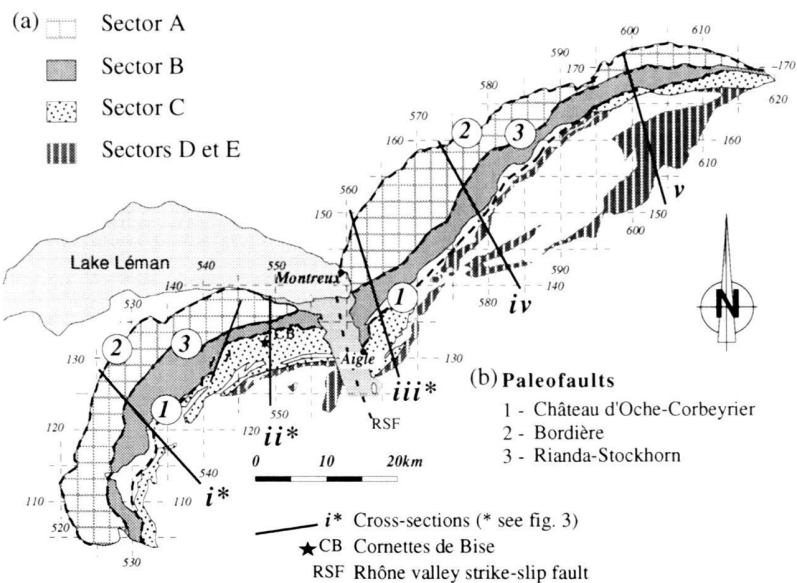 (a)
Sector A
Sector B
Sector C
Sectors D et E
600
610
590
170
170
620
580
2
3
570
160
160
610
v
560
150
600
150
Lake Léman
540
550
Montreux
590
140
580
iv
530
140
2
3
CB
1
N
130
Aigle
130
iii*
1
550
RSF
120
120
ii*
540
i*
110
110
520
530
0 10 20km
(b) Paleofaults
1 - Château d'Oche-Corbeyrier
2 - Bordière
3 - Rianda-Stockhorn
i* Cross-sections (* see fig. 3)
CB Cornettes de Bise
RSF Rhône valley strike-slip fault